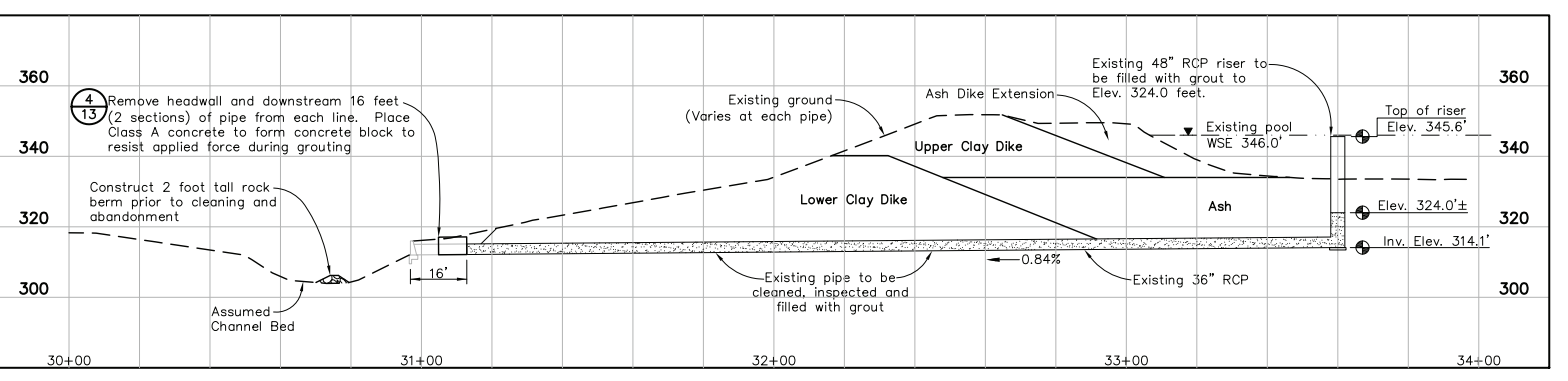 360
4
13
Remove headwall and downstream 16 feet
(2 sections) of pipe from each line. Place
Class A concrete to form concrete block to
resist applied force during grouting
Existing ground
(Varies at each pipe)
Ash Dike Extension
Existing 48" RCP riser to
be filled with grout to
Elev. 324.0 feet.
360
Existing pool
WSE 346.0'
Top of riser
Elev. 345.6'
340
Upper Clay Dike
340
Construct 2 foot tall rock
berm prior to cleaning and
abandonment
Lower Clay Dike
Ash
Elev. 324.0'±
320
320
Inv. Elev. 314.1'
16'
0.84%
Existing pipe to be
cleaned, inspected and
filled with grout
Existing 36" RCP
300
300
Assumed
Channel Bed
30+00
31+00
32+00
33+00
34+00